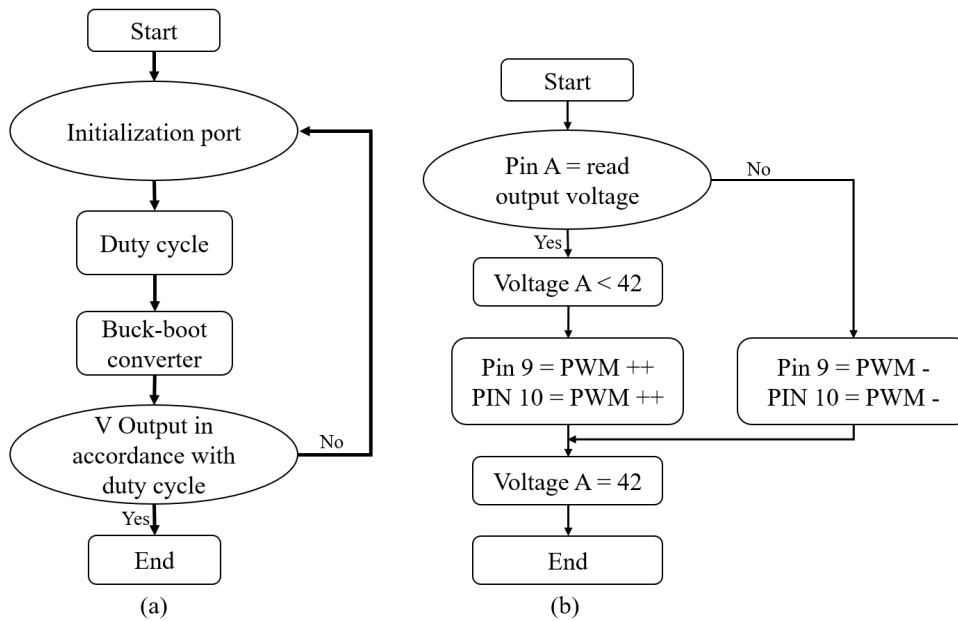 Start
Initialization port
Duty cycle
Buck-boot
converter
V Output in
accordance with
duty cycle
No
Yes
End
(a)
Start
Pin A = read
output voltage
No
Yes
Voltage A < 42
Pin 9 = PWM ++
PIN 10 = PWM ++
Pin 9 = PWM -
PIN 10 = PWM -
Voltage A = 42
End
(b)